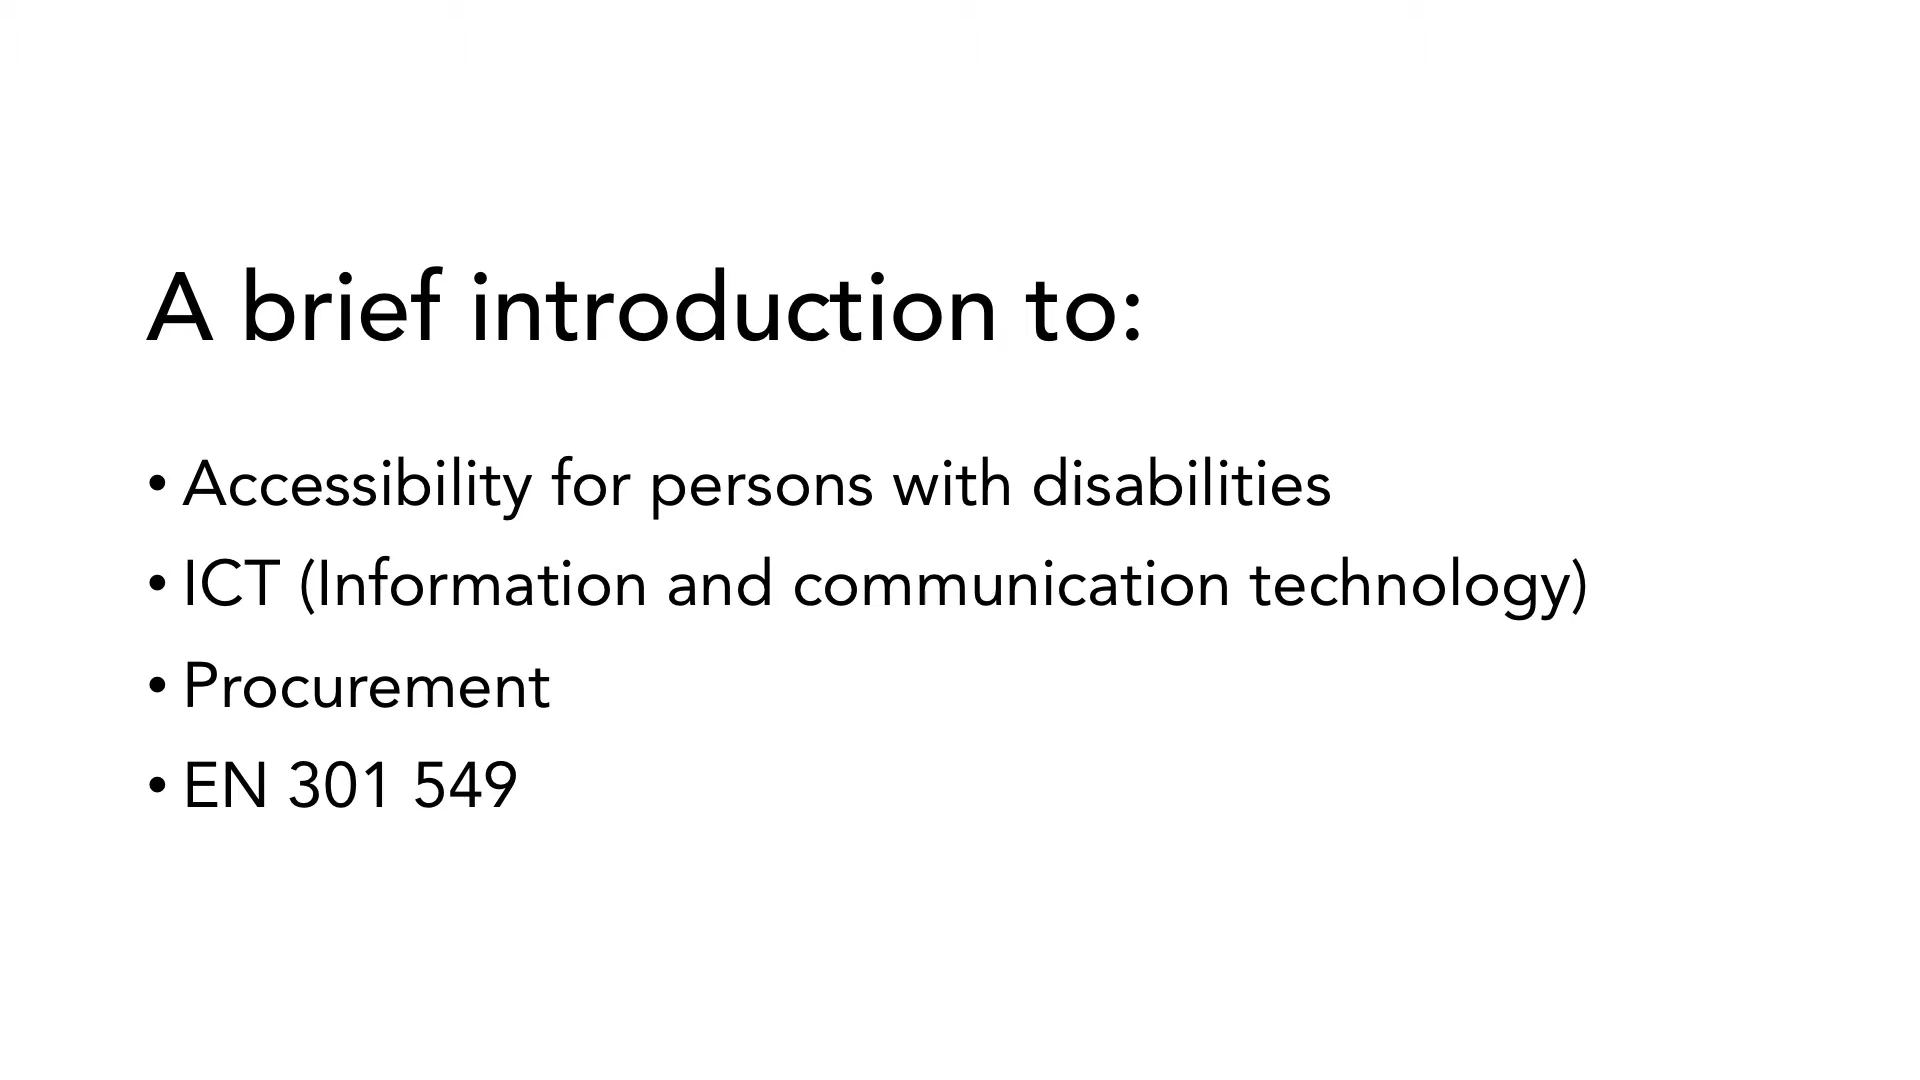 A brief introduction to:
• Accessibility for persons with disabilities
• ICT (Information and communication technology)
• Procurement
• EN 301 549